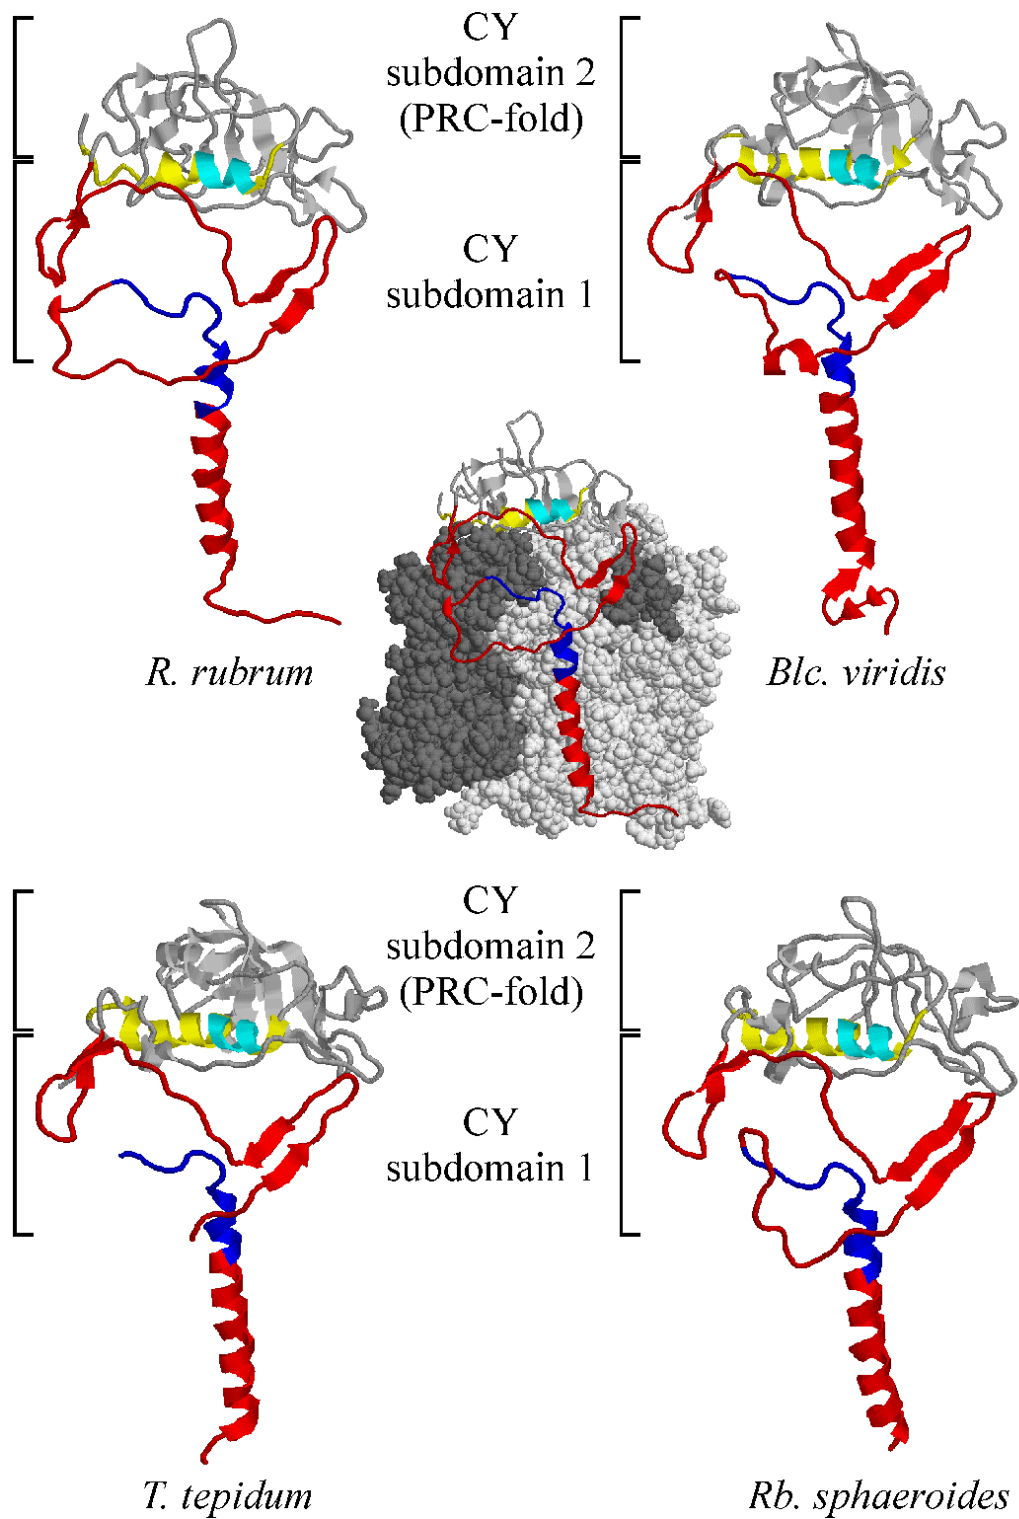 CY
subdomain 2
(PRC-fold)
CY
subdomain 1
R. rubrum
Blc. viridis
CY
subdomain 2
(PRC-fold)
CY
subdomain 1
T. tepidum
Rb. sphaeroides